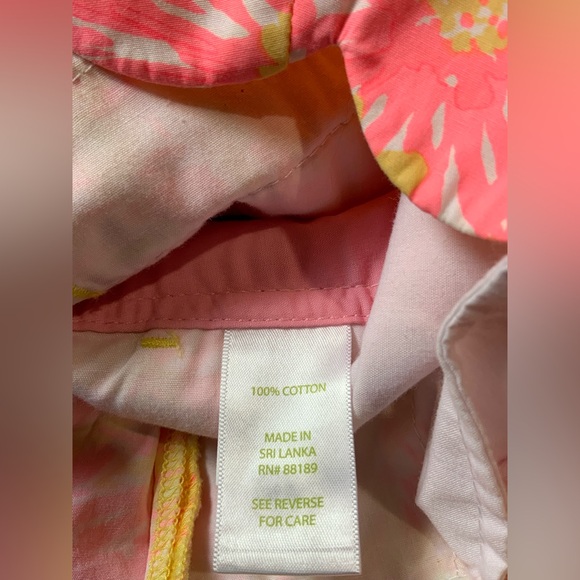 100% COTTON
MADE IN
SRI LANKA
RN# 88189
SEE REVERSE
FOR CARE